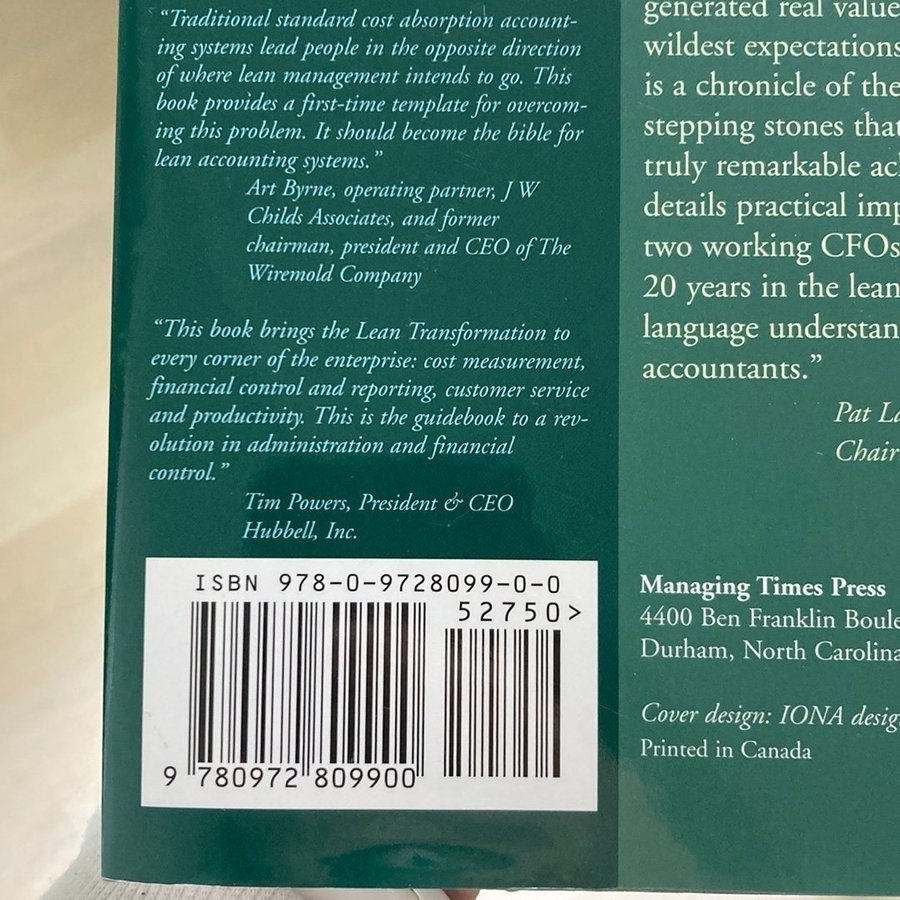 “Traditional standard cost absorption account-
ing systems lead people in the opposite direction
of where lean management intends to go. This
book provides a first-time template for overcom-
ing this problem. It should become the bible for
lean accounting systems.”
Art Byrne, operating partner, J W
Childs Associates, and former
chairman, president and CEO of The
Wiremold Company
“This book brings the Lean Transformation to
every corner of the enterprise: cost measurement,
financial control and reporting, customer service
and productivity. This is the guidebook to a rev-
olution in administration and financial
control.”
Tim Powers, President & CEO
Hubbell, Inc.
ISBN 978-0-9728099-0-0
52750>
9 780972 809900
generated real value
wildest expectations
is a chronicle of the
stepping stones that
truly remarkable
details practical
two working CFOs
20 years in the lean
language
accountants.”
Pat
Managing Times Press
4400 Ben Franklin
Durham, North Carolina
Cover design: IONA
Printed in Canada